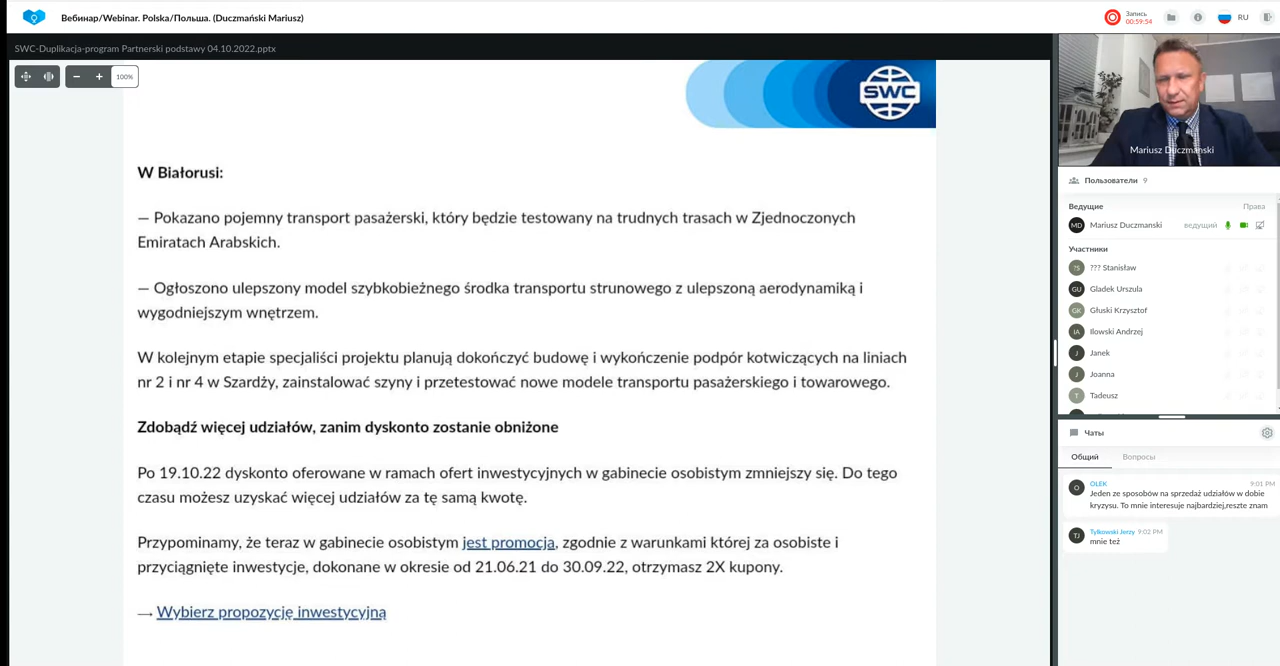 Вебинар/Webinar. Polska/Польша. (Duczmański Mariusz)
Запись
00:59:54
RU
SWC-Duplikacja-program Partnerski podstawy 04.10.2022.pptx
100%
SWC
W Białorusi:
— Pokazano pojemny transport pasażerski, który będzie testowany na trudnych trasach w Zjednoczonych
Emiratach Arabskich.
— Ogłoszono ulepszony model szybkobieżnego środka transportu strunowego z ulepszoną aerodynamiką i
wygodniejszym wnętrzem.
W kolejnym etapie specjaliści projektu planują dokończyć budowę i wykończenie podpór kotwiczących na liniach
nr 2 i nr 4 w Szardży, zainstalować szyny i przetestować nowe modele transportu pasażerskiego i towarowego.
Zdobądź więcej udziałów, zanim dyskonto zostanie obniżone
Po 19.10.22 dyskonto oferowane w ramach ofert inwestycyjnych w gabinecie osobistym zmniejszy się. Do tego
czasu możesz uzyskać więcej udziałów za tę samą kwotę.
Przypominamy, że teraz w gabinecie osobistym jest promocja, zgodnie z warunkami której za osobiste i
przyciągnięte inwestycje, dokonane w okresie od 21.06.21 do 30.09.22, otrzymasz 2X kupony.
→ Wybierz propozycję inwestycyjną
Mariusz Duczmanski
Пользователи 9
Ведущие Права
MD Mariusz Duczmanski ведущий
Участники
?S ??? Stanisław
GU Gladek Urszula
GK Głuski Krzysztof
IA Ilowski Andrzej
J Janek
J Joanna
T Tadeusz
Чаты
Общий Вопросы
O OLEK 9:01 PM
Jeden ze sposobów na sprzedaż udziałów w dobie
kryzysu. To mnie interesuje najbardziej,reszte znam
TJ Tylkowski Jerzy 9:02 PM
mnie też